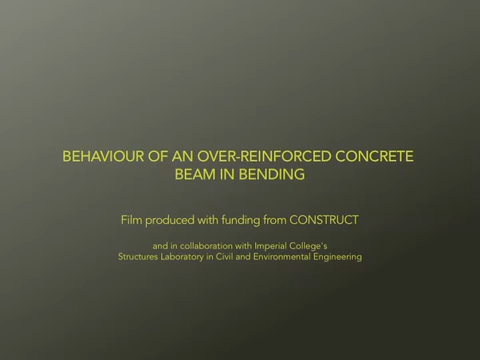 BEHAVIOUR OF AN OVER-REINFORCED CONCRETE
BEAM IN BENDING
Film produced with funding from CONSTRUCT
and in collaboration with Imperial College's
Structures Laboratory in Civil and Environmental Engineering